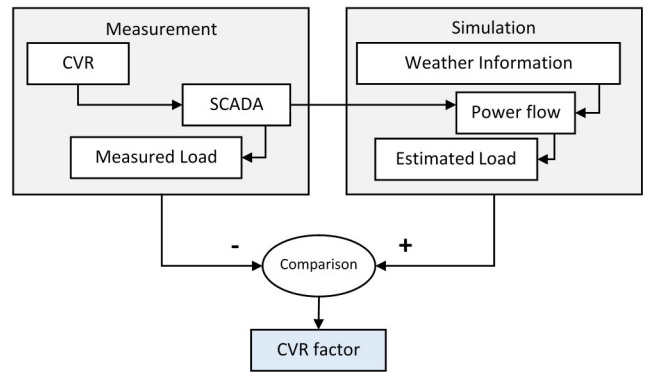 Measurement
CVR
SCADA
Measured Load
Simulation
Weather Information
Power flow
Estimated Load
-
+
Comparison
CVR factor